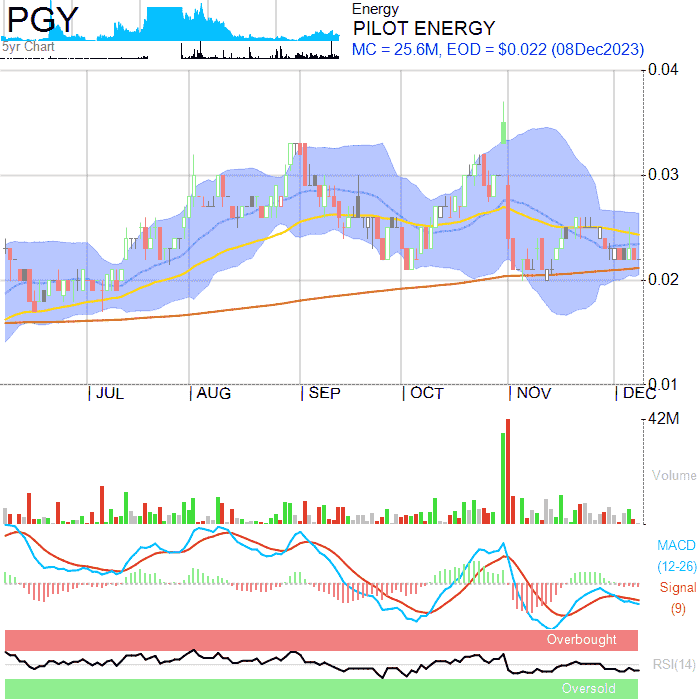 PGY
5yr Chart
Energy
PILOT ENERGY
MC = 25.6M, EOD = $0.022 (08Dec2023)
0.04
0.03
0.02
0.01
JUL AUG SEP OCT NOV DEC
42M
Volume
MACD
(12-26)
Signal
(9)
Overbought
RSI(14)
Oversold